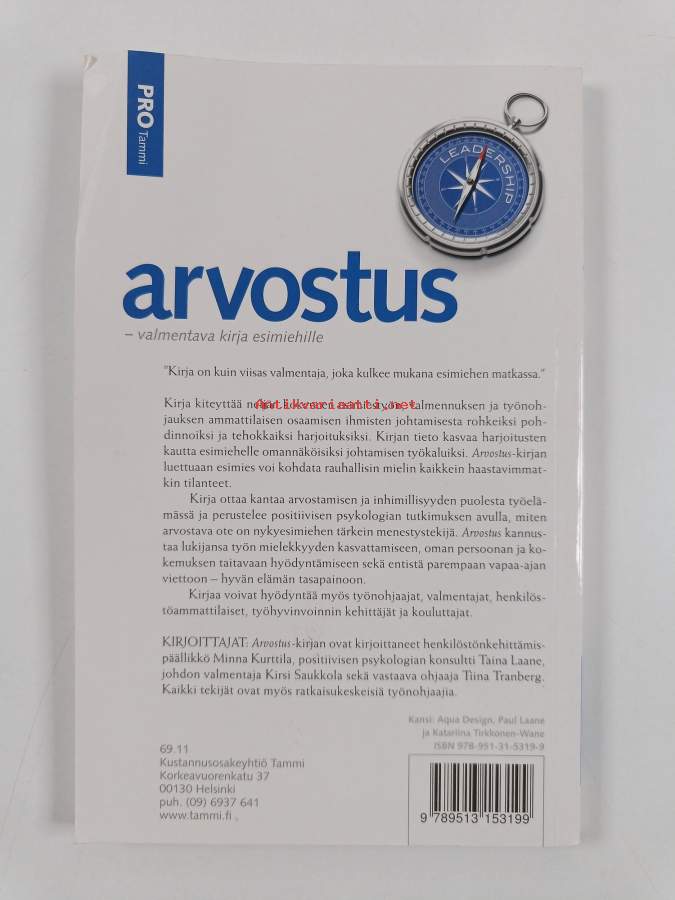 PRO Tammi
LEADERSHIP
arvostus
– valmentava kirja esimiehille
"Kirja on kuin viisas valmentaja, joka kulkee mukana esimiehen matkassa."
Antikvariaatti.net
Kirja kiteyttää valmennuksen ja työnoh-
jauksen ammattilaisen osaamisen ihmisten johtamisesta rohkeiksi poh-
dinnoiksi ja tehokkaiksi harjoituksiksi. Kirjan tieto kasvaa harjoitusten
kautta esimiehelle omannäköisiksi johtamisen työkaluiksi. Arvostus-kirjan
luettuaan esimies voi kohdata rauhallisin mielin kaikkein haastavimmat-
kin tilanteet.
Kirja ottaa kantaa arvostamisen ja inhimillisyyden puolesta työelä-
mässä ja perustelee positiivisen psykologian tutkimuksen avulla, miten
arvostava ote on nykyesimiehen tärkein menestystekijä. Arvostus kannus-
taa lukijansa työn mielekkyyden kasvattamiseen, oman persoonan ja ko-
kemuksen taitavaan hyödyntämiseen sekä entistä parempaan vapaa-ajan
viettoon – hyvän elämän tasapainoon.
Kirjaa voivat hyödyntää myös työnohjaajat, valmentajat, henkilös-
töammattilaiset, työhyvinvoinnin kehittäjät ja kouluttajat.
KIRJOITTAJAT: Arvostus-kirjan ovat kirjoittaneet henkilöstönkehittämis-
päällikkö Minna Kurttila, positiivisen psykologian konsultti Taina Laane,
johdon valmentaja Kirsi Saukkola sekä vastaava ohjaaja Tiina Tranberg.
Kaikki tekijät ovat myös ratkaisukeskeisiä työnohjaajia.
Kansi: Aqua Design, Paul Laane
ja Katariina Tirkkonen-Wane
ISBN 978-951-31-5319-9
69.11
Kustannusosakeyhtiö Tammi
Korkeavuorenkatu 37
00130 Helsinki
puh. (09) 6937 641
www.tammi.fi
9 789513 153199